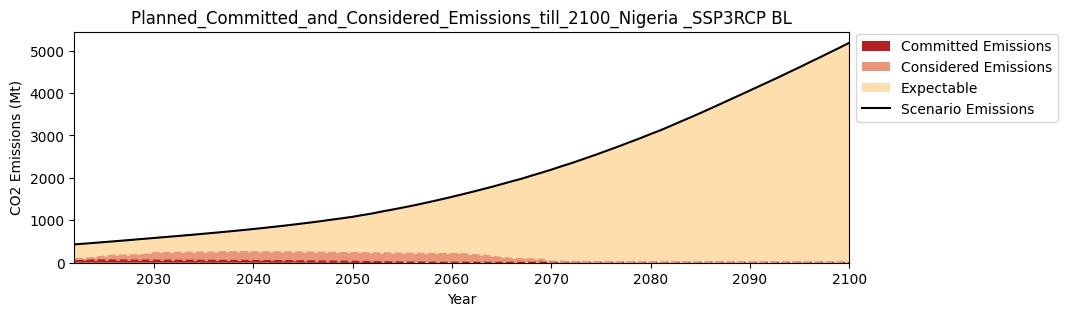 Planned_Committed_and_Considered_Emissions_till_2100_Nigeria _SSP3RCP BL
CO2 Emissions (Mt)
5000
4000
3000
2000
1000
0
2030 2040 2050 2060 2070 2080 2090 2100
Year
Committed Emissions
Considered Emissions
Expectable
Scenario Emissions